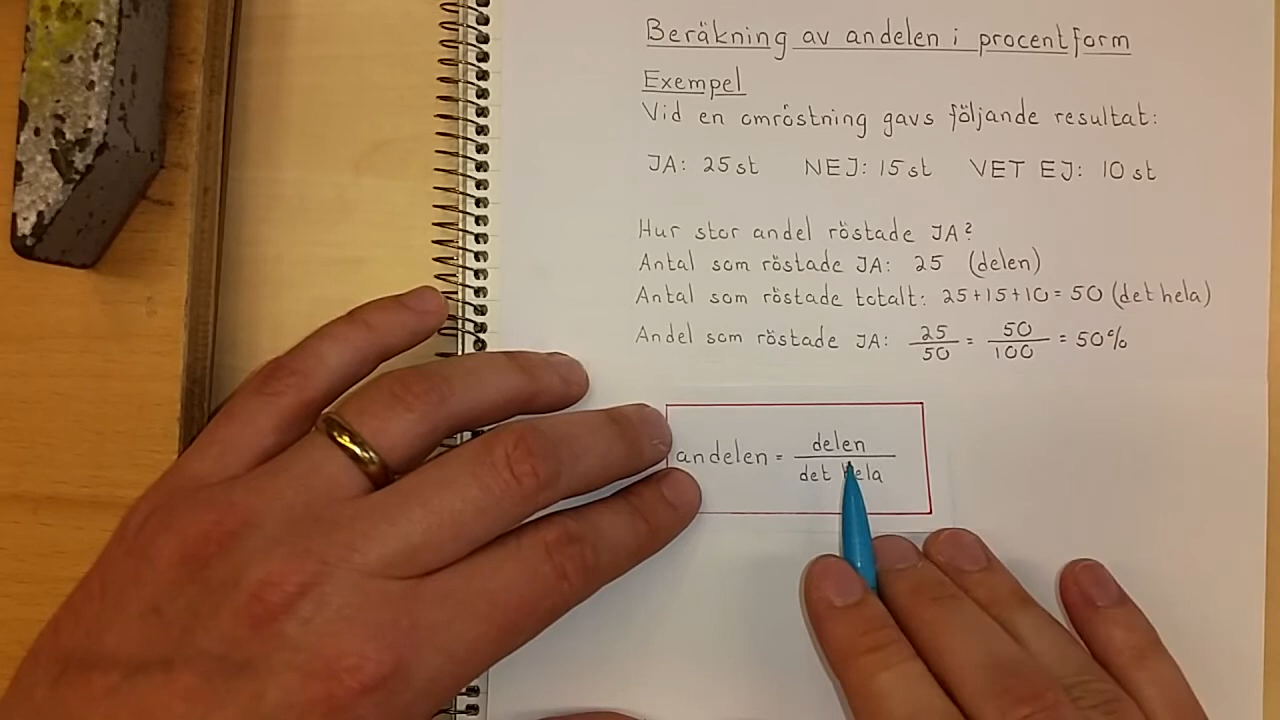 Beräkning av andelen i procentform
Exempel
Vid en omröstning gavs följande resultat:
JA: 25 st NEJ: 15 st VET EJ: 10 st
Hur stor andel röstade JA?
Antal som röstade JA: 25 (delen)
Antal som röstade totalt: 25+15+10 = 50 (det hela)
Andel som röstade JA: 25/50 = 50/100 = 50%
andelen = delen/det hela